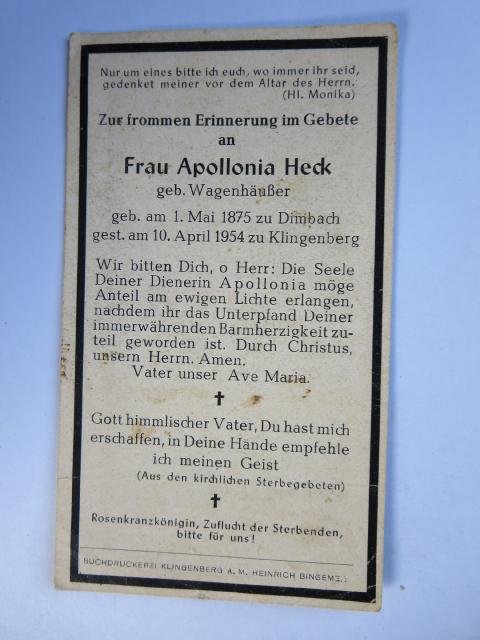 Nur um eines bitte ich euch, wo immer ihr seid,
gedenket meiner vor dem Altar des Herrn.
(Hl. Monika)
Zur frommen Erinnerung im Gebete
an
Frau Apollonia Heck
geb. Wagenhäußer
geb. am 1. Mai 1875 zu Dimbach
gest. am 10. April 1954 zu Klingenberg
Wir bitten Dich, o Herr: Die Seele
Deiner Dienerin Apollonia möge
Anteil am ewigen Lichte erlangen,
nachdem ihr das Unterpfand Deiner
immerwährenden Barmherzigkeit zu-
teil geworden ist. Durch Christus,
unsern Herrn. Amen.
Vater unser Ave Maria.
Gott himmlischer Vater, Du hast mich
erschaffen, in Deine Hände empfehle
ich meinen Geist
(Aus den kirchlichen Sterbegebeten)
Rosenkranzkönigin, Zuflucht der Sterbenden,
bitte für uns!
BUCHDRUCKEREI KLINGENBERG A. M. HEINRICH